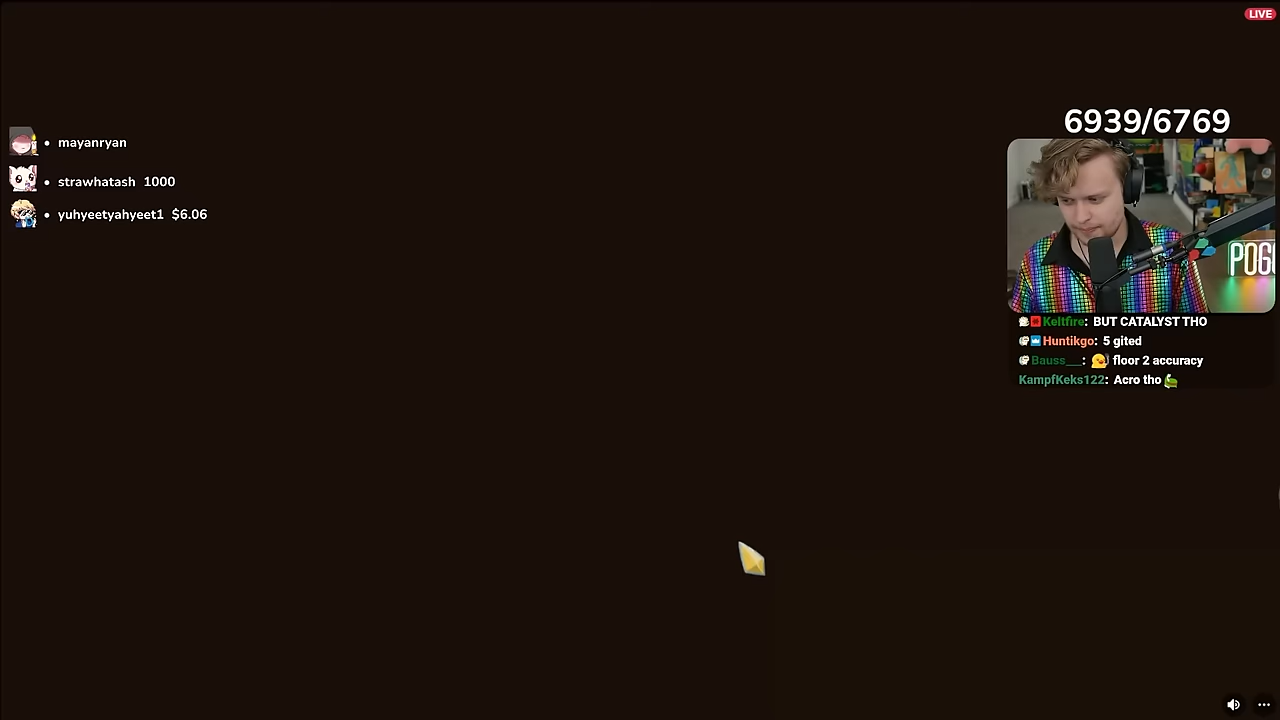 LIVE
6939/6769
• mayanryan
• strawhatash 1000
• yuhyeetyahyeet1 $6.06
POG
Keltfire: BUT CATALYST THO
Huntikgo: 5 gited
Bauss__: floor 2 accuracy
KampfKeks122: Acro tho